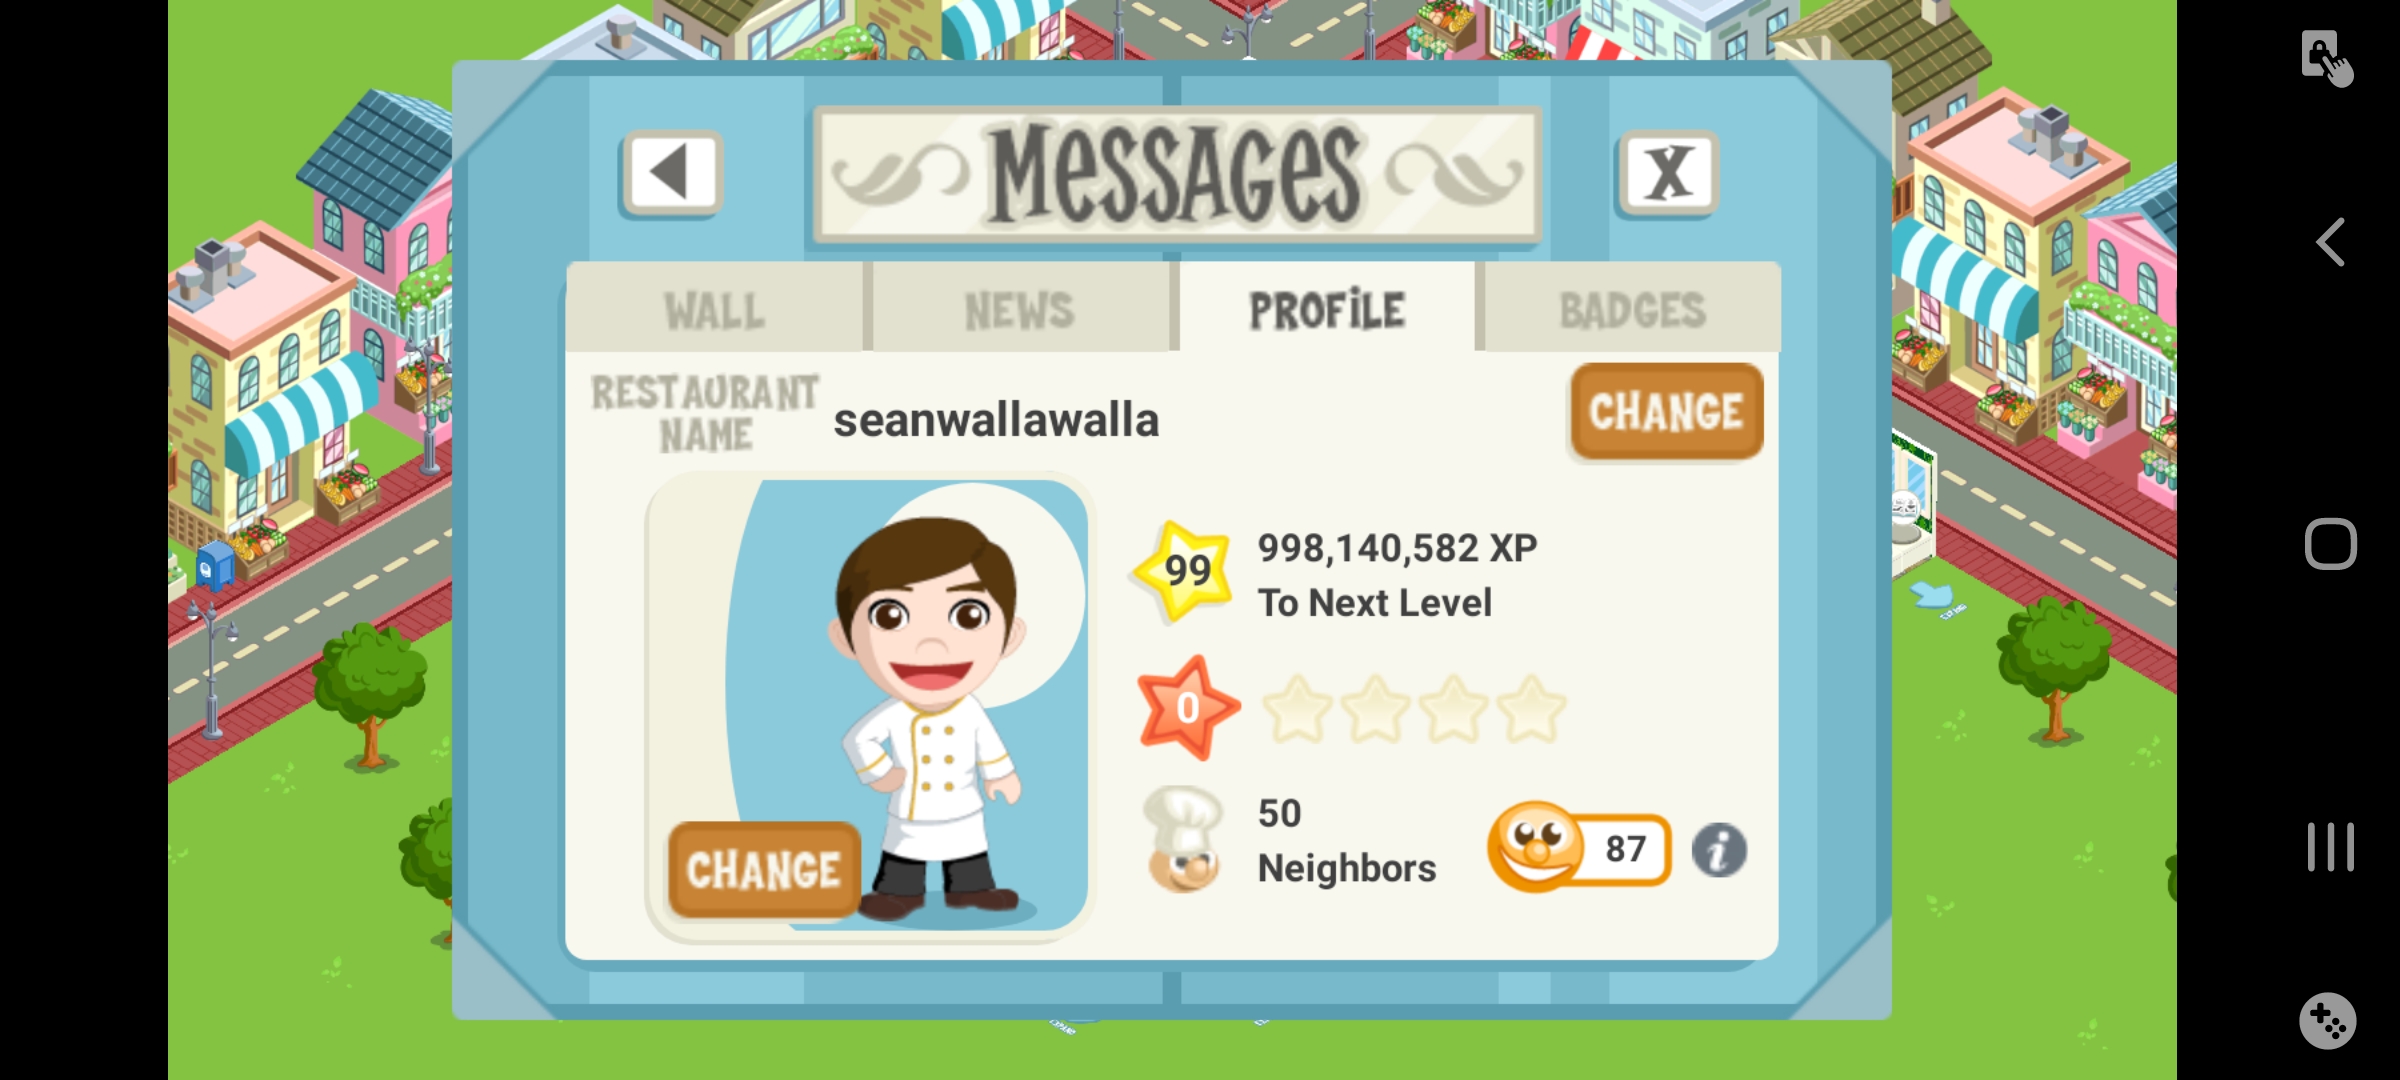 MESSAGES
X
WALL
NEWS
PROFILE
BADGES
RESTAURANT
NAME
seanwallawalla
CHANGE
99
998,140,582 XP
To Next Level
0
50
Neighbors
87
i
CHANGE